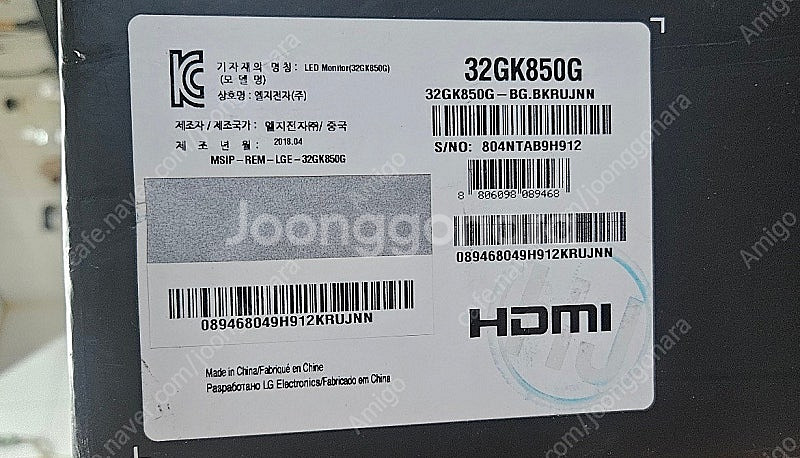 기자재의 명칭: LED Monitor(32GK850G)
(모 델 명)
상호명 : 엘지전자(주)
제조자 / 제조국가: 엘지전자㈜/ 중국
제 조 년 월: 2018.04
MSIP-REM-LGE-32GK850G
089468049H912KRUJNN
Made in China/Fabriqué en Chine
Разработано LG Electronics/Fabricado em China
32GK850G
32GK850G-BG.BKRUJNN
S/NO: 804NTAB9H912
8 806098 089468
089468049H912KRUJNN
HDMI
Joonggo
cafe.naver.com/joonggonara
Amigo